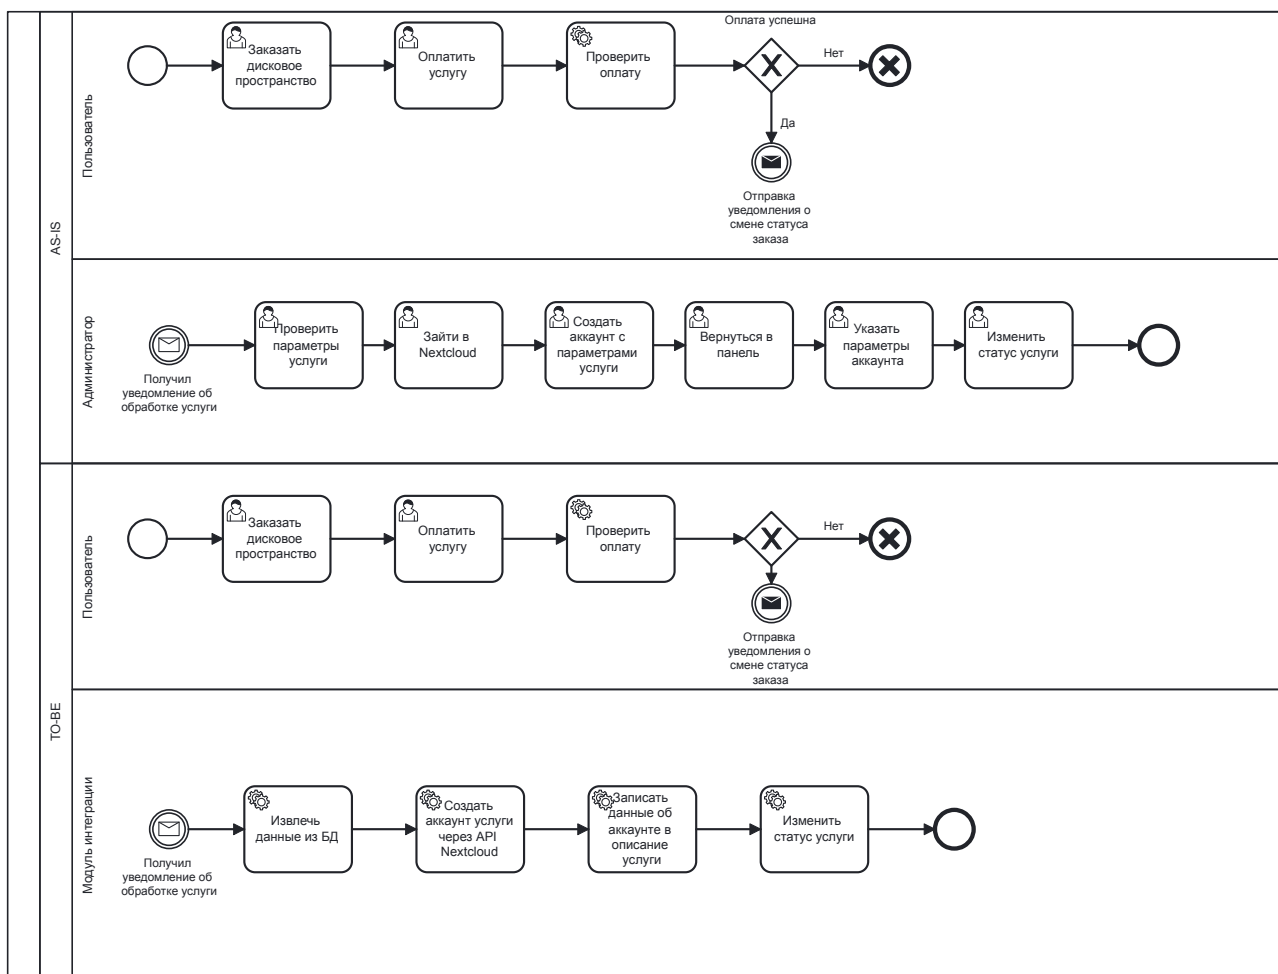 AS-IS
Пользователь
Заказать
дисковое
пространство
Оплатить
услугу
Проверить
оплату
Оплата успешна
Нет
Да
Отправка
уведомления о
смене статуса
заказа
Администратор
Получил
уведомление об
обработке услуги
Проверить
параметры
услуги
Зайти в
Nextcloud
Создать
аккаунт с
параметрами
услуги
Вернуться в
панель
Указать
параметры
аккаунта
Изменить
статус услуги
TO-BE
Пользователь
Заказать
дисковое
пространство
Оплатить
услугу
Проверить
оплату
Нет
Отправка
уведомления о
смене статуса
заказа
Модуль интеграции
Получил
уведомление об
обработке услуги
Извлечь
данные из БД
Создать
аккаунт услуги
через API
Nextcloud
Записать
данные об
аккаунте в
описание
услуги
Изменить
статус услуги